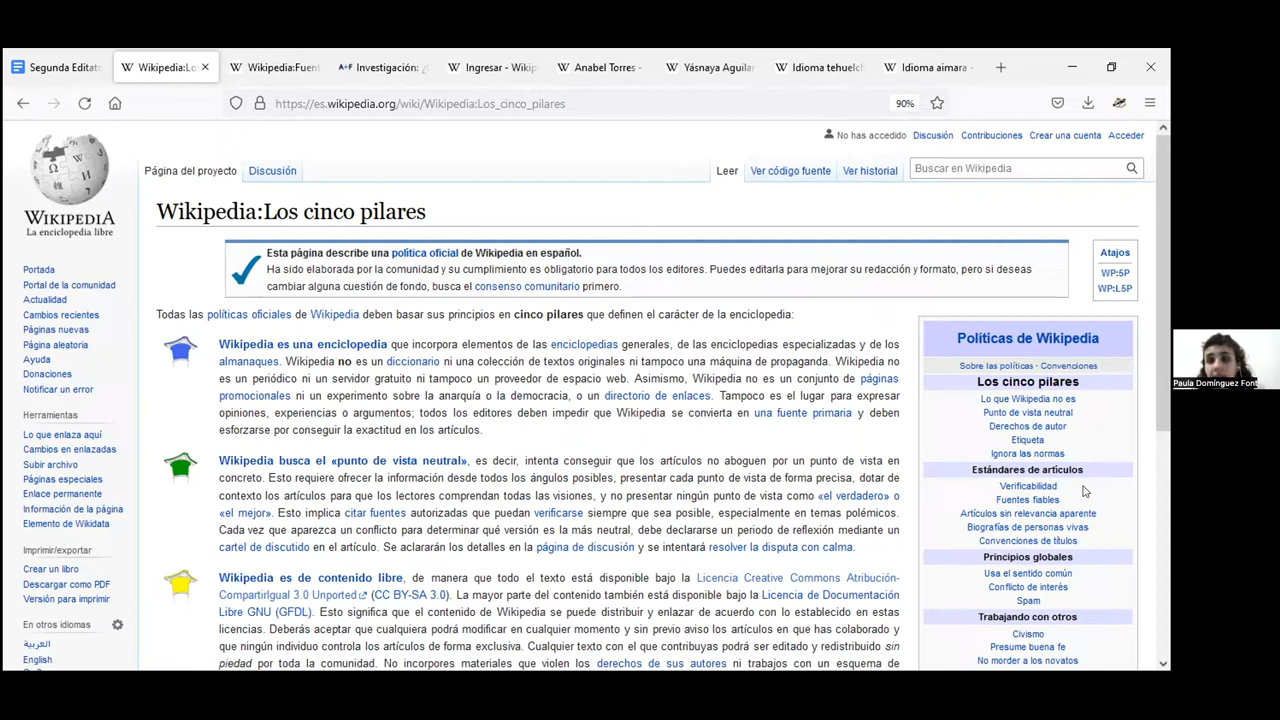 Segunda Editato
Wikipedia:Lo
Wikipedia:Fuent
A+F Investigación: ¿
Ingresar - Wikip
Anabel Torres -
Yásnaya Aguilar
Idioma tehuelch
Idioma aimara -
https://es.wikipedia.org/wiki/Wikipedia:Los_cinco_pilares
90%
No has accedido Discusión Contribuciones Crear una cuenta Acceder
Página del proyecto Discusión Leer Ver código fuente Ver historial Buscar en Wikipedia
WIKIPEDIA
La enciclopedia libre
Portada
Portal de la comunidad
Actualidad
Cambios recientes
Páginas nuevas
Página aleatoria
Ayuda
Donaciones
Notificar un error
Herramientas
Lo que enlaza aquí
Cambios en enlazadas
Subir archivo
Páginas especiales
Enlace permanente
Información de la página
Elemento de Wikidata
Imprimir/exportar
Crear un libro
Descargar como PDF
Versión para imprimir
En otros idiomas
العربية
English
Wikipedia:Los cinco pilares
Esta página describe una política oficial de Wikipedia en español.
Ha sido elaborada por la comunidad y su cumplimiento es obligatorio para todos los editores. Puedes editarla para mejorar su redacción y formato, pero si deseas
cambiar alguna cuestión de fondo, busca el consenso comunitario primero.
Atajos
WP:5P
WP:L5P
Todas las políticas oficiales de Wikipedia deben basar sus principios en cinco pilares que definen el carácter de la enciclopedia:
Wikipedia es una enciclopedia que incorpora elementos de las enciclopedias generales, de las enciclopedias especializadas y de los
almanaques. Wikipedia no es un diccionario ni una colección de textos originales ni tampoco una máquina de propaganda. Wikipedia no
es un periódico ni un servidor gratuito ni tampoco un proveedor de espacio web. Asimismo, Wikipedia no es un conjunto de páginas
promocionales ni un experimento sobre la anarquía o la democracia, o un directorio de enlaces. Tampoco es el lugar para expresar
opiniones, experiencias o argumentos; todos los editores deben impedir que Wikipedia se convierta en una fuente primaria y deben
esforzarse por conseguir la exactitud en los artículos.
Wikipedia busca el «punto de vista neutral», es decir, intenta conseguir que los artículos no aboguen por un punto de vista en
concreto. Esto requiere ofrecer la información desde todos los ángulos posibles, presentar cada punto de vista de forma precisa, dotar de
contexto los artículos para que los lectores comprendan todas las visiones, y no presentar ningún punto de vista como «el verdadero» o
«el mejor». Esto implica citar fuentes autorizadas que puedan verificarse siempre que sea posible, especialmente en temas polémicos.
Cada vez que aparezca un conflicto para determinar qué versión es la más neutral, debe declararse un periodo de reflexión mediante un
cartel de discutido en el artículo. Se aclararán los detalles en la página de discusión y se intentará resolver la disputa con calma.
Wikipedia es de contenido libre, de manera que todo el texto está disponible bajo la Licencia Creative Commons Atribución-
CompartirIgual 3.0 Unported (CC BY-SA 3.0). La mayor parte del contenido también está disponible bajo la Licencia de Documentación
Libre GNU (GFDL). Esto significa que el contenido de Wikipedia se puede distribuir y enlazar de acuerdo con lo establecido en estas
licencias. Deberás aceptar que cualquiera podrá modificar en cualquier momento y sin previo aviso los artículos en que has colaborado y
que ningún individuo controla los artículos de forma exclusiva. Cualquier texto con el que contribuyas podrá ser editado y redistribuido sin
piedad por toda la comunidad. No incorpores materiales que violen los derechos de sus autores ni trabajos con un esquema de
Políticas de Wikipedia
Sobre las políticas · Convenciones
Los cinco pilares
Lo que Wikipedia no es
Punto de vista neutral
Derechos de autor
Etiqueta
Ignora las normas
Estándares de artículos
Verificabilidad
Fuentes fiables
Artículos sin relevancia aparente
Biografías de personas vivas
Convenciones de títulos
Principios globales
Usa el sentido común
Conflicto de interés
Spam
Trabajando con otros
Civismo
Presume buena fe
No morder a los novatos
Paula Domínguez Font